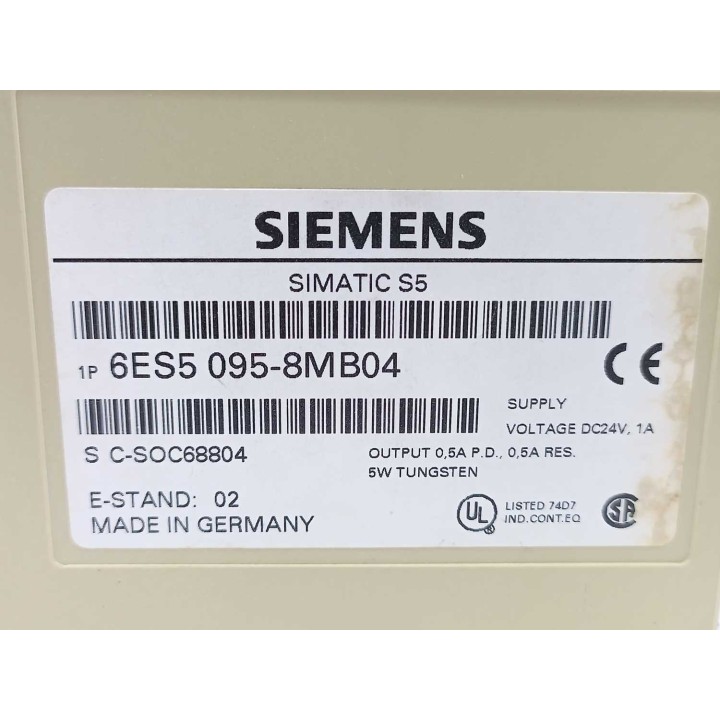 SIEMENS
SIMATIC S5
1P 6ES5 095-8MB04
CE
SUPPLY
VOLTAGE DC24V, 1A
S C-SOC68804
OUTPUT 0,5A P.D., 0,5A RES.
5W TUNGSTEN
E-STAND: 02
MADE IN GERMANY
UL ®
LISTED 74D7
IND.CONT.EQ
SA